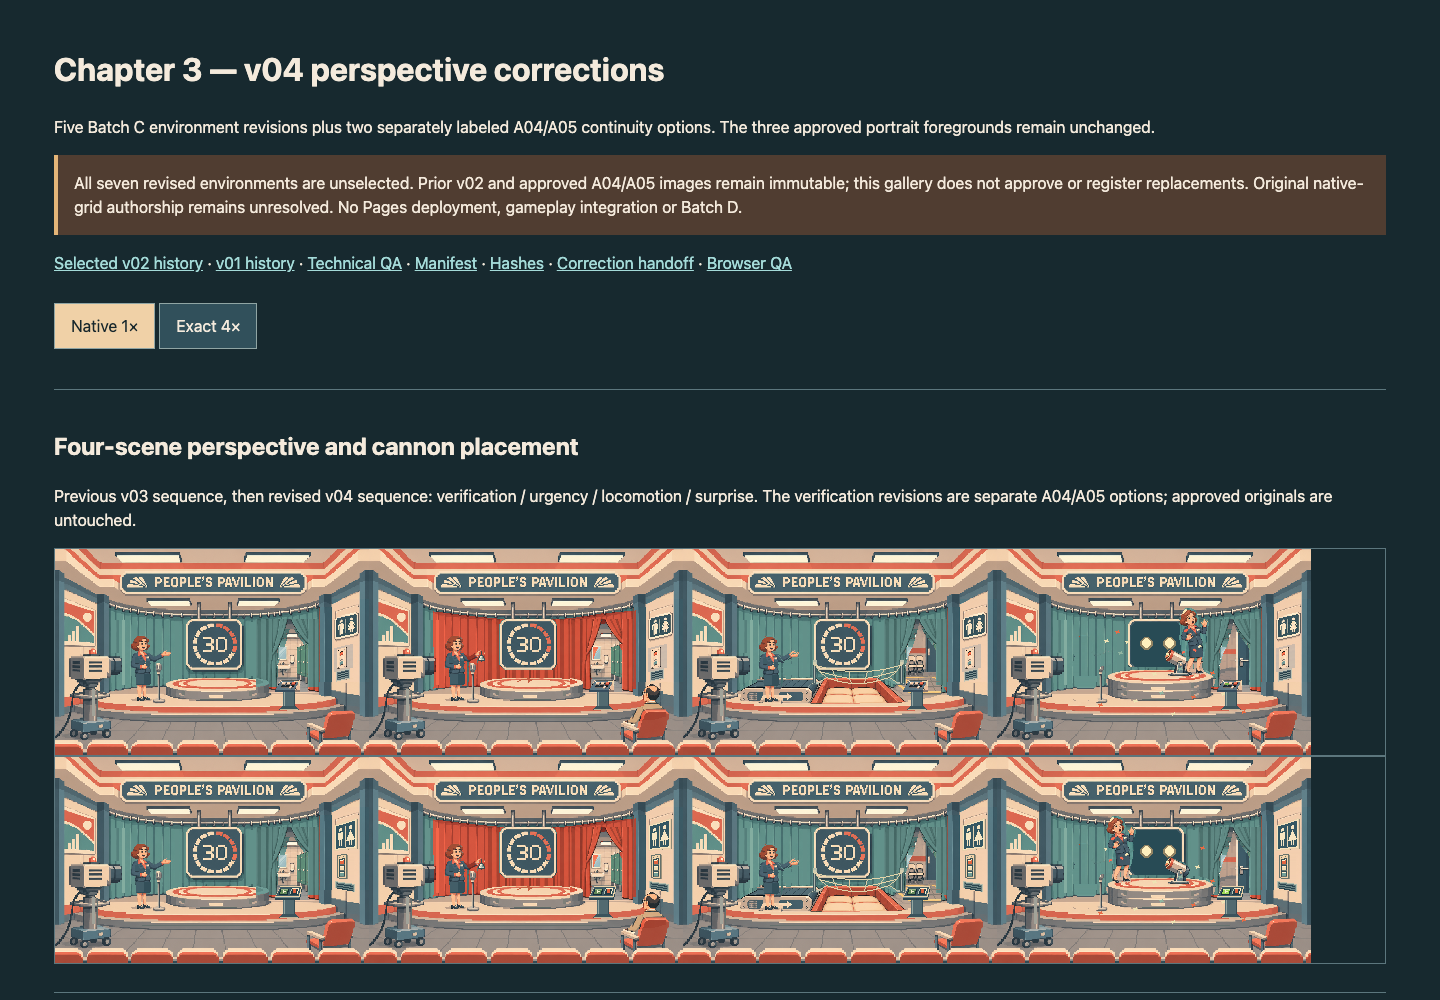 Chapter 3 — v04 perspective corrections
Five Batch C environment revisions plus two separately labeled A04/A05 continuity options. The three approved portrait foregrounds remain unchanged.
All seven revised environments are unselected. Prior v02 and approved A04/A05 images remain immutable; this gallery does not approve or register replacements. Original native-
grid authorship remains unresolved. No Pages deployment, gameplay integration or Batch D.
Selected v02 history · v01 history · Technical QA · Manifest · Hashes · Correction handoff · Browser QA
Native 1× Exact 4×
Four-scene perspective and cannon placement
Previous v03 sequence, then revised v04 sequence: verification / urgency / locomotion / surprise. The verification revisions are separate A04/A05 options; approved originals are
untouched.
PEOPLE'S PAVILION PEOPLE'S PAVILION PEOPLE'S PAVILION PEOPLE'S PAVILION
30 30 30
PEOPLE'S PAVILION PEOPLE'S PAVILION PEOPLE'S PAVILION PEOPLE'S PAVILION
30 30 30